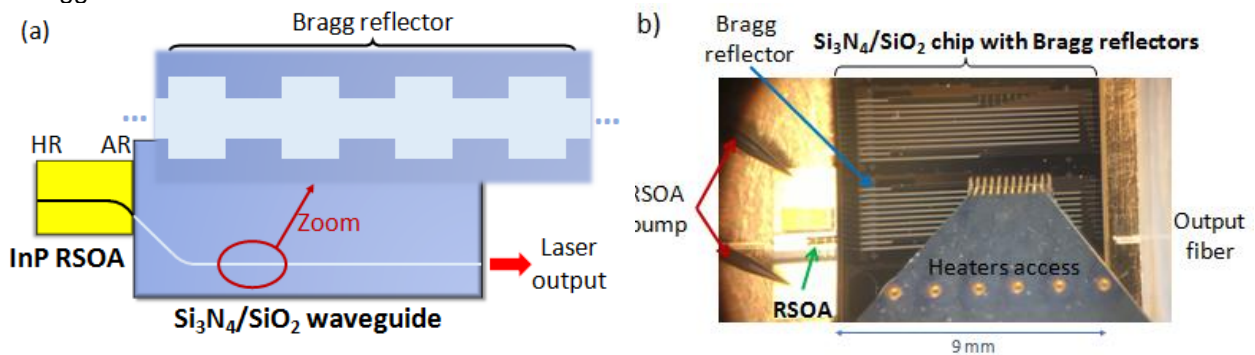 (a)
Bragg reflector
HR AR
Zoom
InP RSOA
Laser
output
Si₃N₄/SiO₂ waveguide
b)
Bragg
reflector
Si₃N₄/SiO₂ chip with Bragg reflectors
RSOA
pump
RSOA
Heaters access
Output
fiber
9 mm